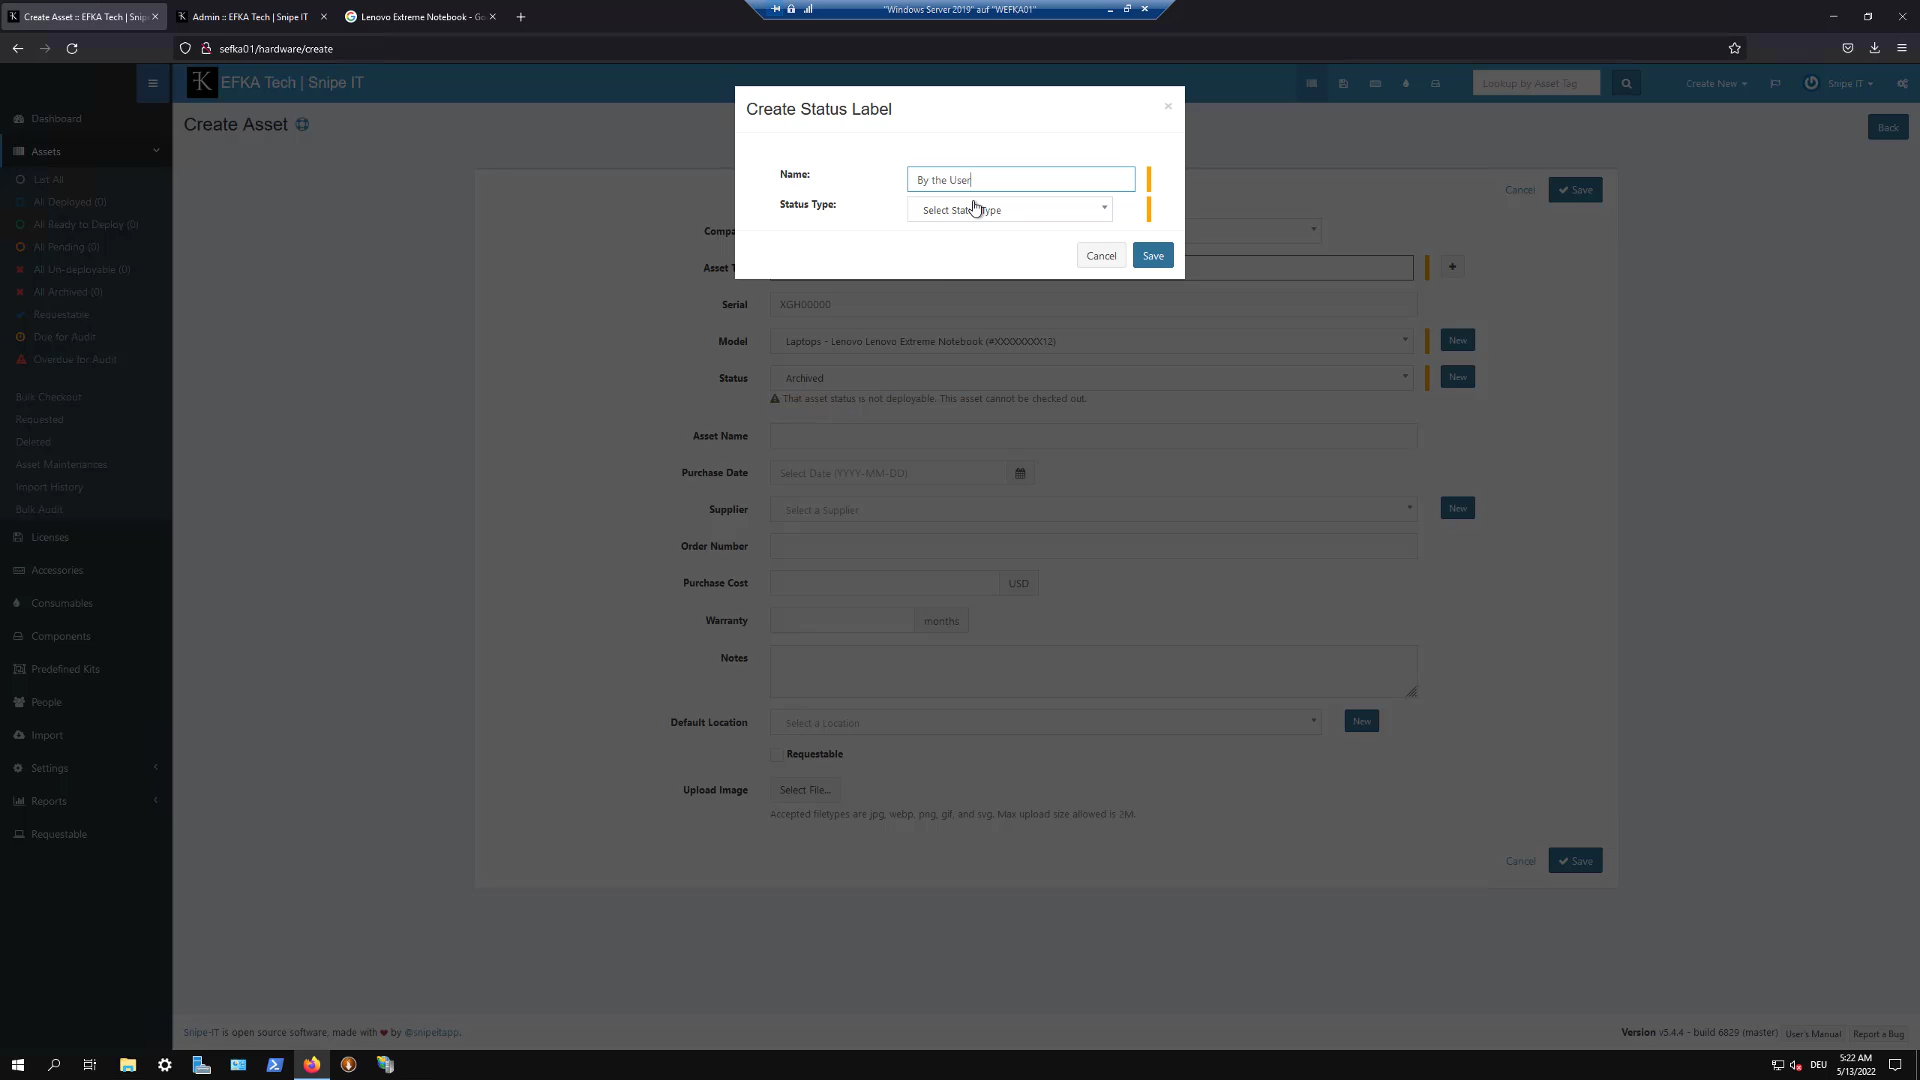 Create Asset :: EFKA Tech | Snipe
Admin :: EFKA Tech | Snipe IT
Lenovo Extreme Notebook - Go
"Windows Server 2019" auf "WEFKA01"
sefka01/hardware/create
EFKA Tech | Snipe IT
Lookup by Asset Tag
Create New
Snipe IT
Create Asset
Back
Dashboard
Assets
List All
All Deployed (0)
All Ready to Deploy (0)
All Pending (0)
All Un-deployable (0)
All Archived (0)
Requestable
Due for Audit
Overdue for Audit
Bulk Checkout
Requested
Deleted
Asset Maintenances
Import History
Bulk Audit
Licenses
Accessories
Consumables
Components
Predefined Kits
People
Import
Settings
Reports
Requestable
Create Status Label
Name:
By the User
Status Type:
Select Status Type
Cancel
Save
Cancel
Save
Serial
XGH00000
Model
Laptops - Lenovo Lenovo Extreme Notebook (#XXXXXXXX12)
New
Status
Archived
New
That asset status is not deployable. This asset cannot be checked out.
Asset Name
Purchase Date
Select Date (YYYY-MM-DD)
Supplier
Select a Supplier
New
Order Number
Purchase Cost
USD
Warranty
months
Notes
Default Location
Select a Location
New
Requestable
Upload Image
Select File...
Accepted filetypes are jpg, webp, png, gif, and svg. Max upload size allowed is 2M.
Cancel
Save
Snipe-IT is open source software, made with ❤ by @snipeitapp.
Version v5.4.4 - build 6829 (master)
User's Manual
Report a Bug
DEU
5:22 AM
5/13/2022